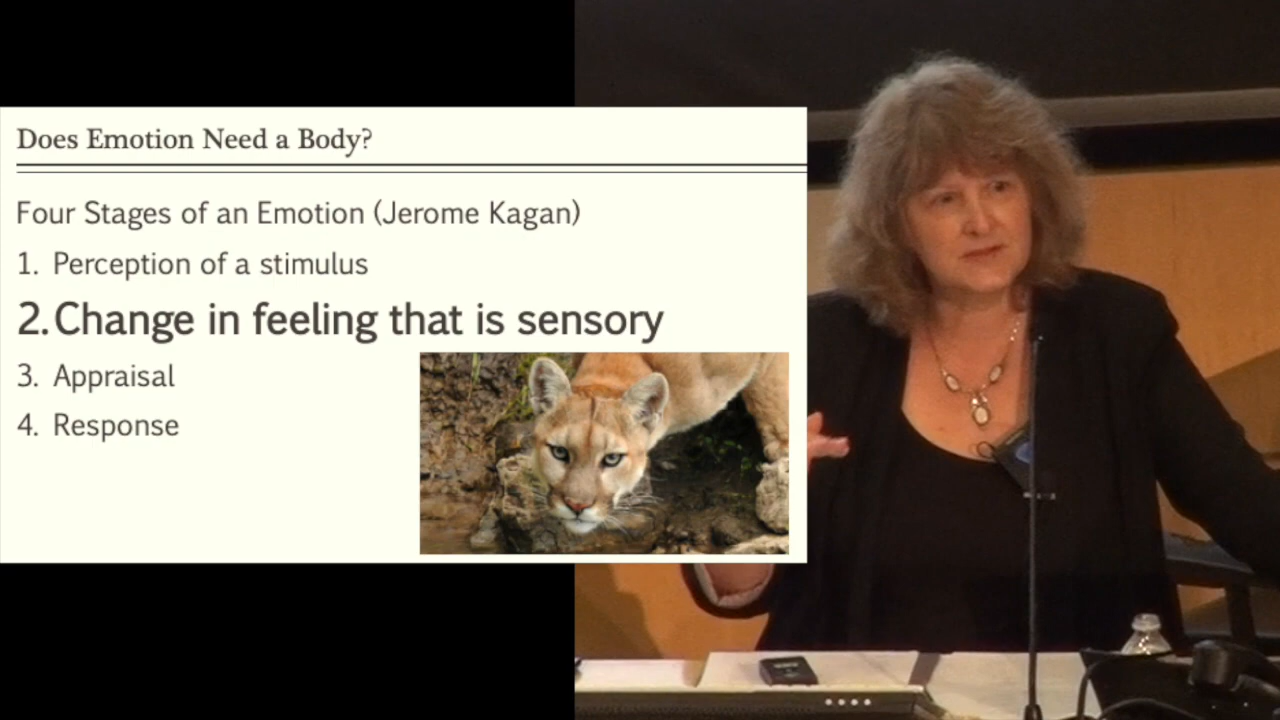 Does Emotion Need a Body?
Four Stages of an Emotion (Jerome Kagan)
1. Perception of a stimulus
2. Change in feeling that is sensory
3. Appraisal
4. Response